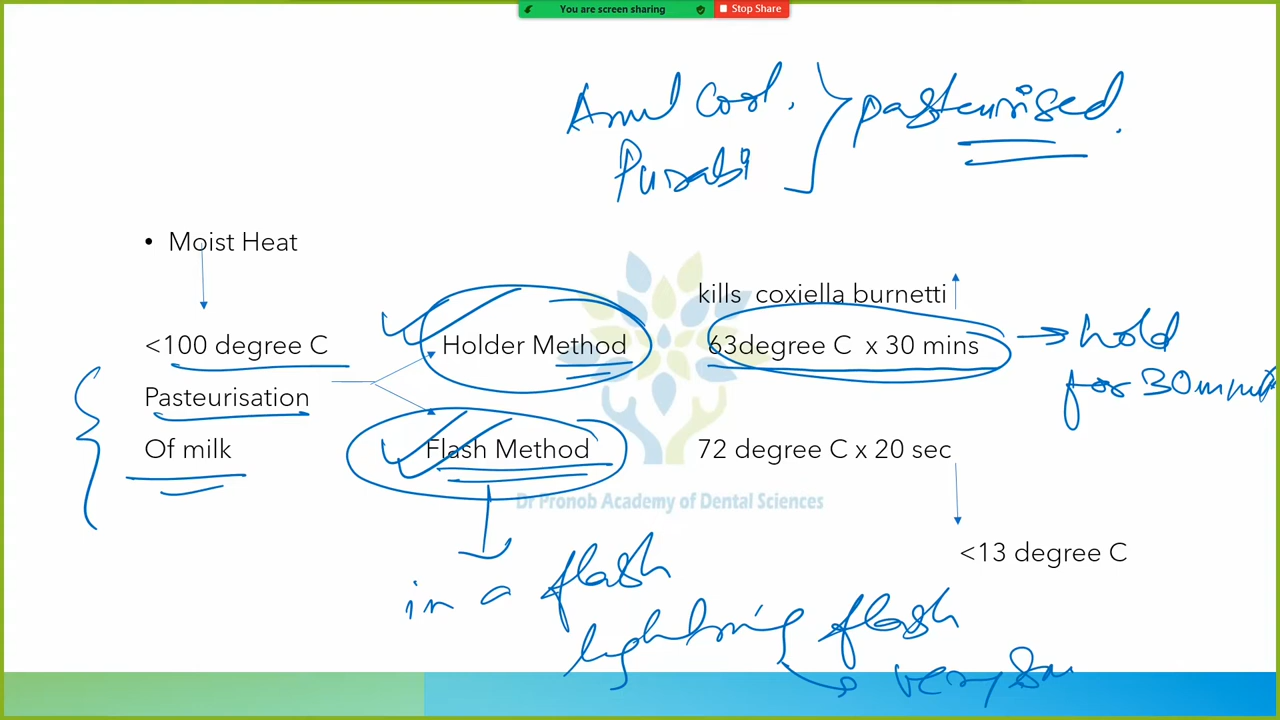 You are screen sharing
Stop Share
Amul Cool.
Purabi
pasteurised.
• Moist Heat
kills coxiella burnetti
<100 degree C
Holder Method
63degree C x 30 mins
hold
for 30 minutes
Pasteurisation
Of milk
Flash Method
72 degree C x 20 sec
Dr Pronob Academy of Dental Sciences
<13 degree C
in a flash
lightning flash
very